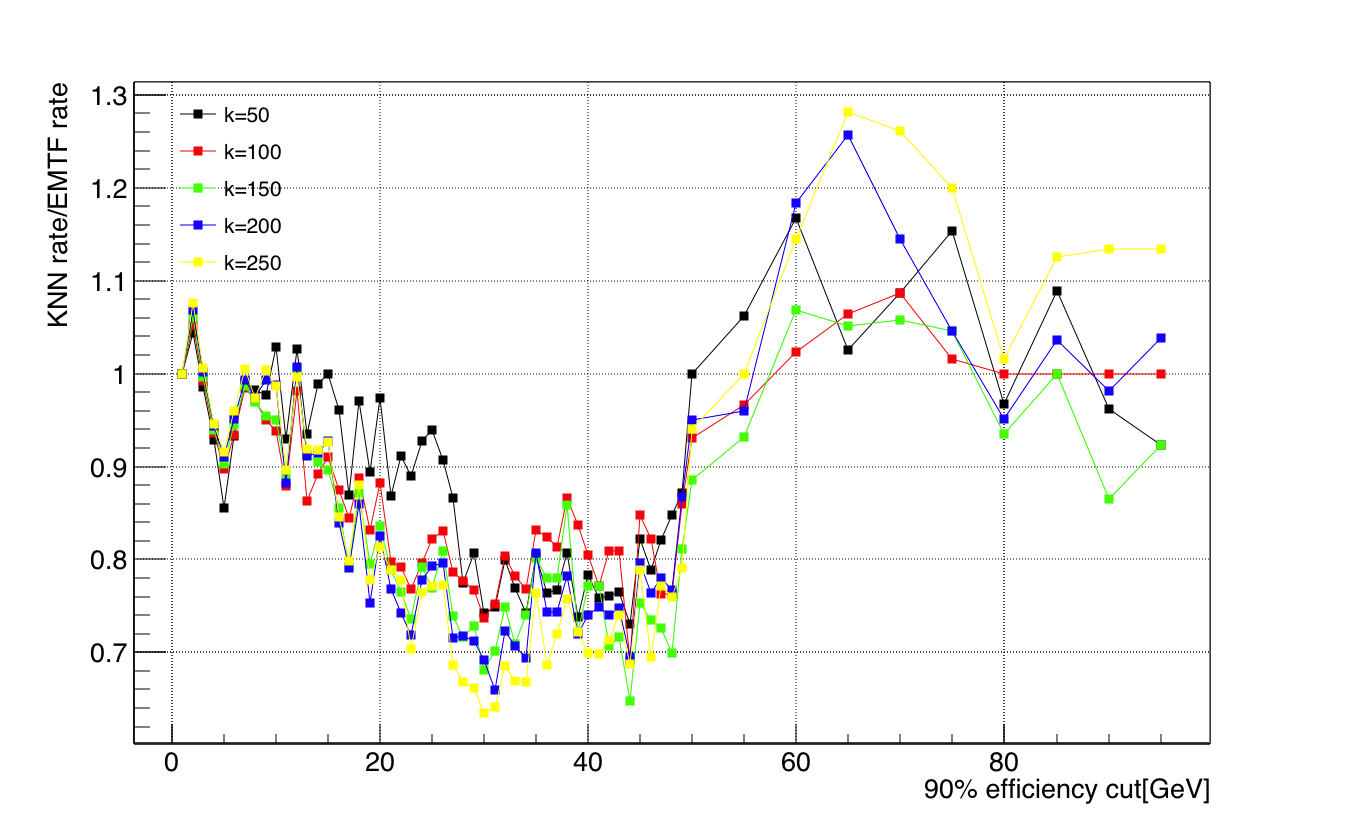 KNN rate/EMTF rate
1.3
1.2
1.1
1
0.9
0.8
0.7
k=50
k=100
k=150
k=200
k=250
0 20 40 60 80
90% efficiency cut[GeV]